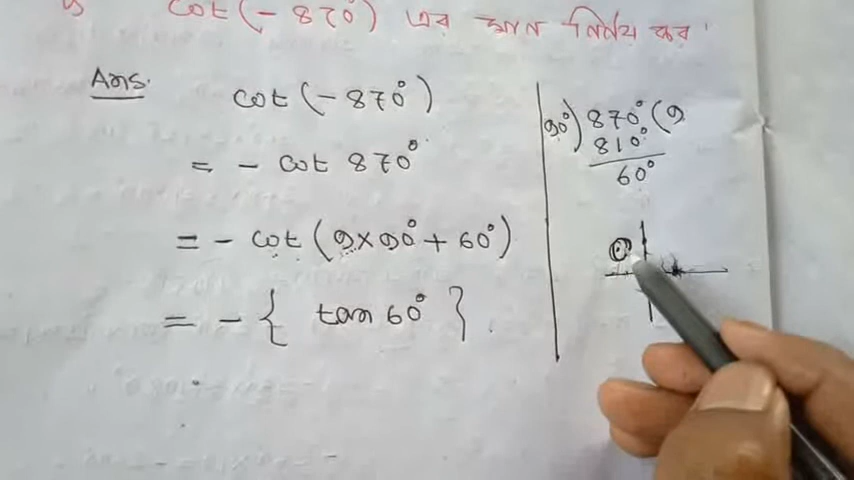 cot (- 870°) এর মান নির্ণয় কর
Ans.
cot (-870°)
= - cot 870°
= - cot (9×90° + 60°)
= - { tan 60° }
90° ) 870° ( 9
810°
60°